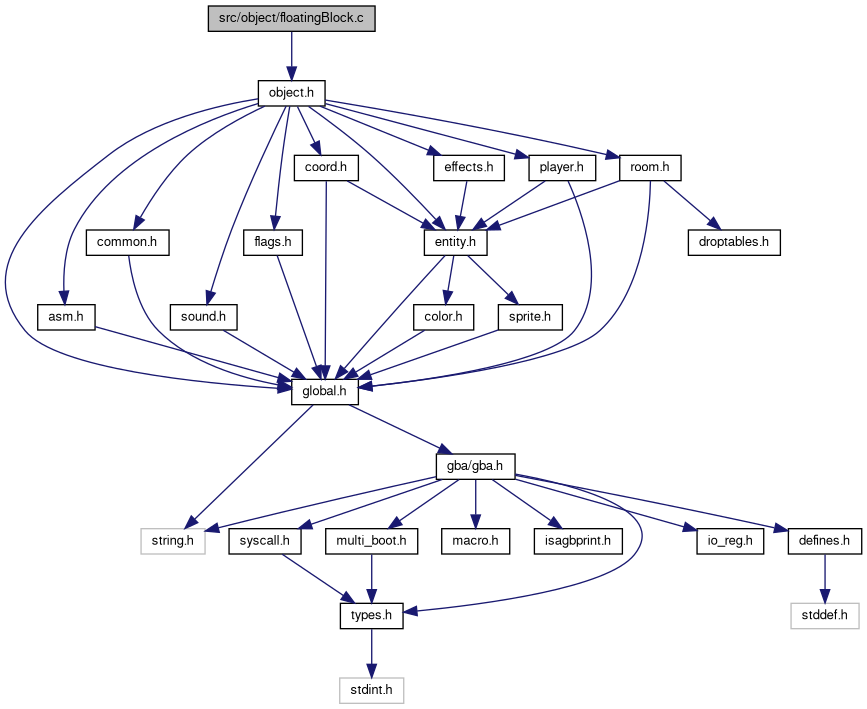 src/object/floatingBlock.c
object.h
coord.h
effects.h
player.h
room.h
common.h
flags.h
entity.h
droptables.h
asm.h
sound.h
color.h
sprite.h
global.h
gba/gba.h
string.h
syscall.h
multi_boot.h
macro.h
isagbprint.h
io_reg.h
defines.h
types.h
stddef.h
stdint.h